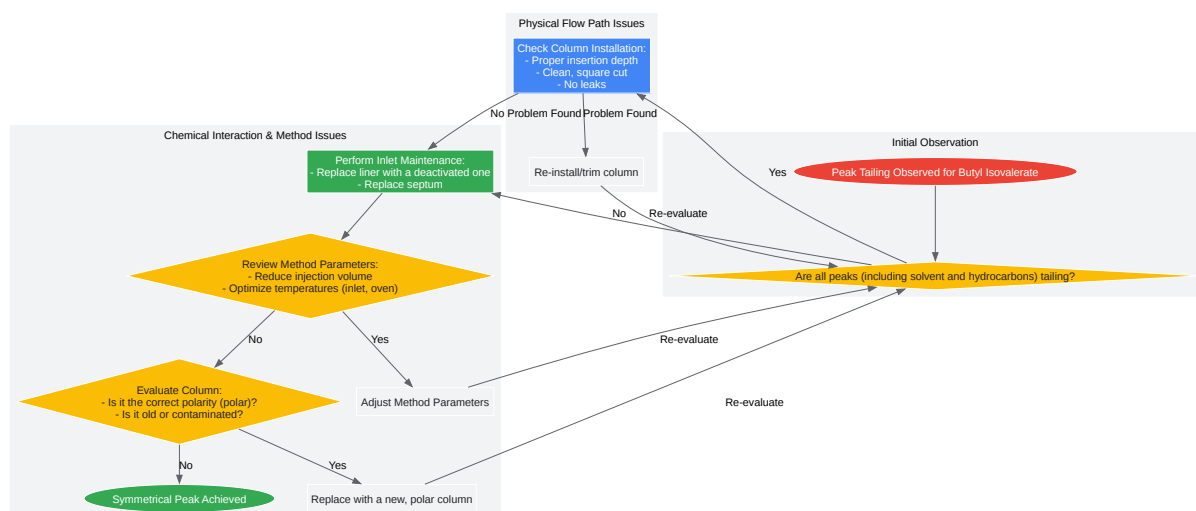 Physical Flow Path Issues
Check Column Installation:
- Proper insertion depth
- Clean, square cut
- No leaks
No Problem Found
Problem Found
Chemical Interaction & Method Issues
Initial Observation
Perform Inlet Maintenance:
- Replace liner with a deactivated one
- Replace septum
Re-install/trim column
Yes
Peak Tailing Observed for Butyl Isovalerate
No
Re-evaluate
Review Method Parameters:
- Reduce injection volume
- Optimize temperatures (inlet, oven)
Are all peaks (including solvent and hydrocarbons) tailing?
No
Yes
Re-evaluate
Evaluate Column:
- Is it the correct polarity (polar)?
- Is it old or contaminated?
Adjust Method Parameters
Re-evaluate
No
Yes
Symmetrical Peak Achieved
Replace with a new, polar column